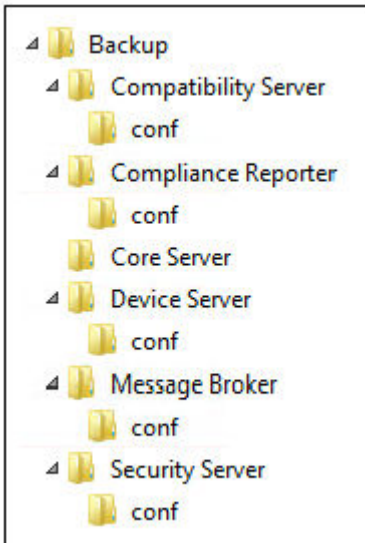 Backup
Compatibility Server
conf
Compliance Reporter
conf
Core Server
Device Server
conf
Message Broker
conf
Security Server
conf